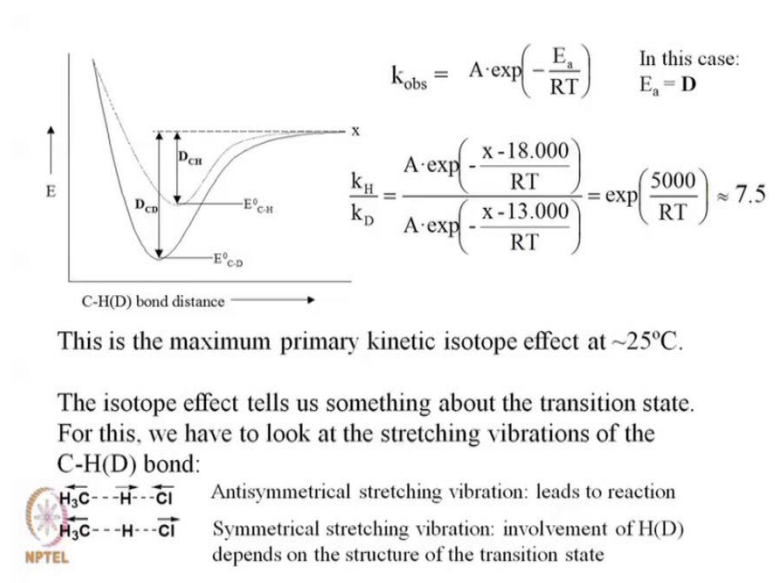 k_obs = A·exp(-E_a/RT)
In this case:
E_a = D
x
D_CH
E
D_CD
E°_C-H
E°_C-D
C-H(D) bond distance
k_H/k_D = A·exp(-x-18.000/RT) / A·exp(-x-13.000/RT) = exp(5000/RT) ≈ 7.5
This is the maximum primary kinetic isotope effect at ~25°C.
The isotope effect tells us something about the transition state.
For this, we have to look at the stretching vibrations of the
C-H(D) bond:
H₃C---H---Cl Antisymmetrical stretching vibration: leads to reaction
H₃C---H---Cl Symmetrical stretching vibration: involvement of H(D)
depends on the structure of the transition state
NPTEL